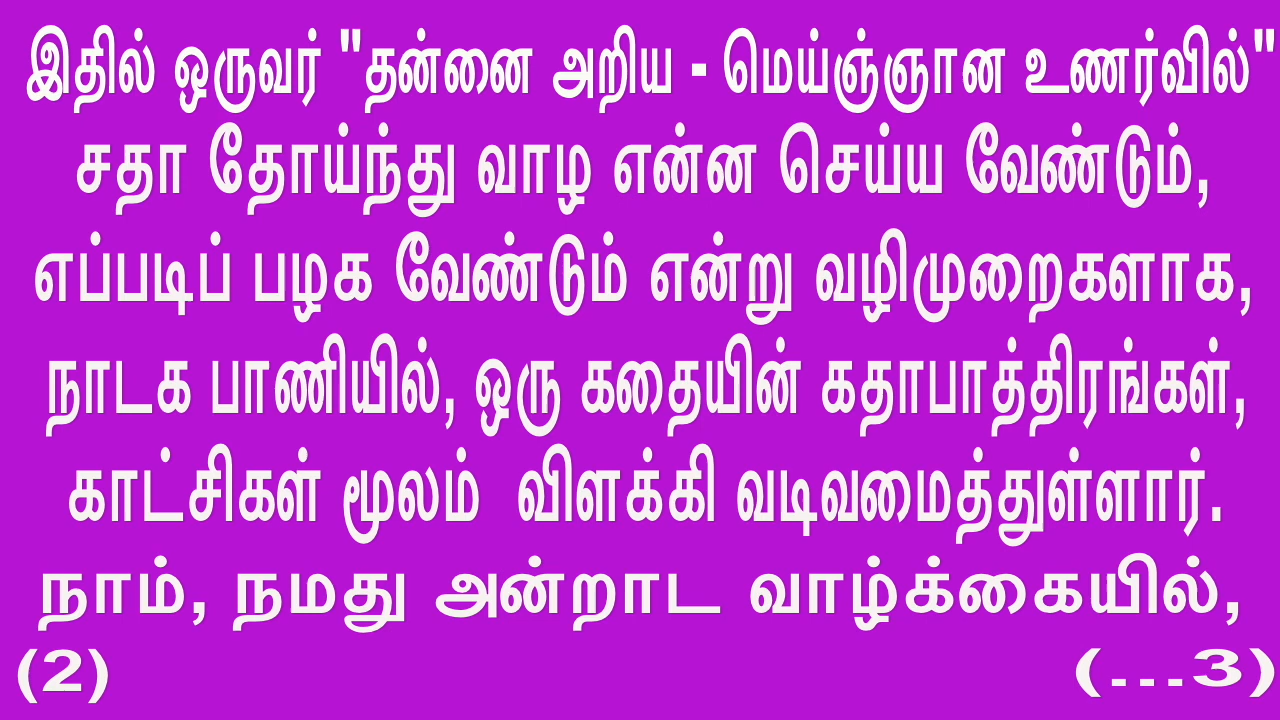 இதில் ஒருவர் "தன்னை அறிய - மெய்ஞ்ஞான உணர்வில்"
சதா தோய்ந்து வாழ என்ன செய்ய வேண்டும்,
எப்படிப் பழக வேண்டும் என்று வழிமுறைகளாக,
நாடக பாணியில், ஒரு கதையின் கதாபாத்திரங்கள்,
காட்சிகள் மூலம் விளக்கி வடிவமைத்துள்ளார்.
நாம், நமது அன்றாட வாழ்க்கையில்,
(2) (...3)